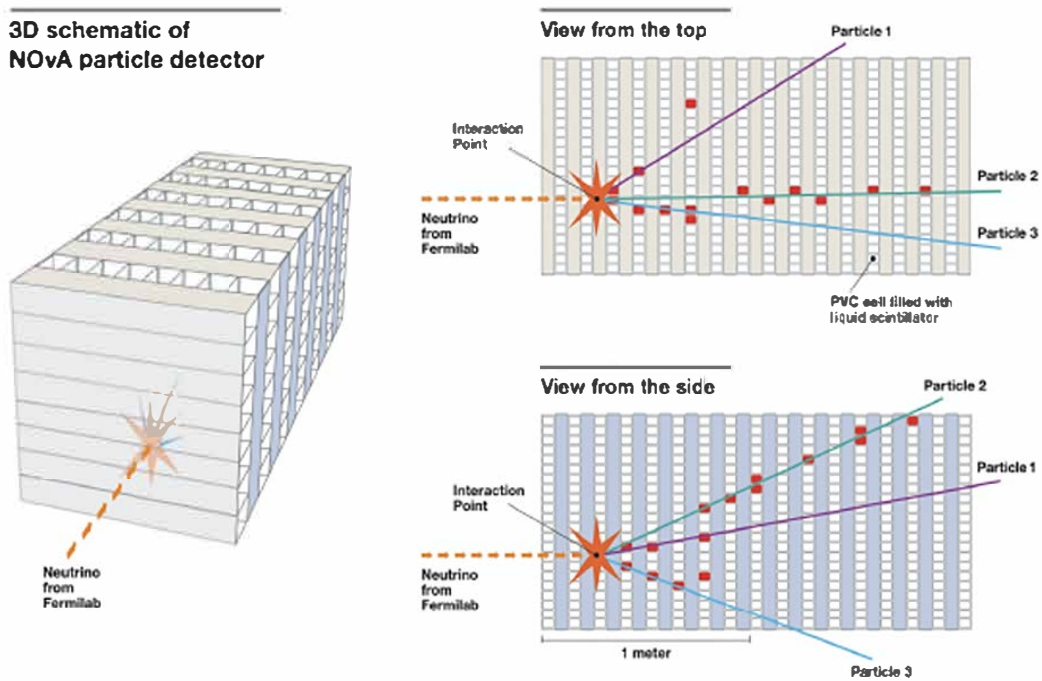 3D schematic of
NOvA particle detector
Neutrino
from
Fermilab
View from the top
Particle 1
Interaction
Point
Neutrino
from
Fermilab
Particle 2
Particle 3
PVC cell filled with
liquid scintillator
View from the side
Particle 2
Particle 1
Interaction
Point
Neutrino
from
Fermilab
1 meter
Particle 3